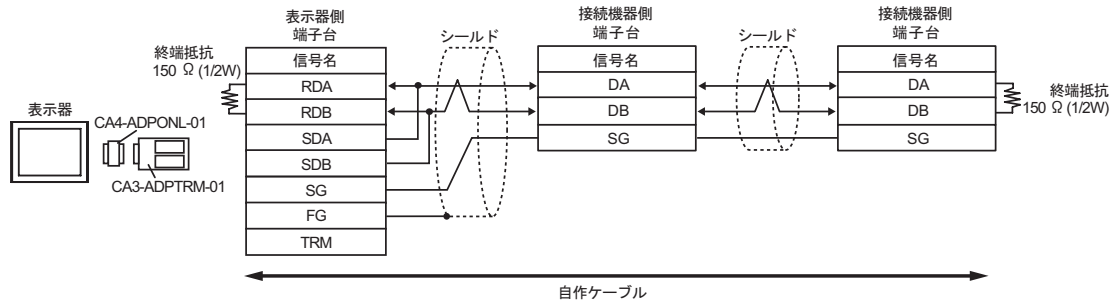 表示器
CA4-ADPONL-01
CA3-ADPTRM-01
終端抵抗
150 Ω (1/2W)
表示器側
端子台
信号名
RDA
RDB
SDA
SDB
SG
FG
TRM
シールド
接続機器側
端子台
信号名
DA
DB
SG
シールド
接続機器側
端子台
信号名
DA
DB
SG
終端抵抗
150 Ω (1/2W)
自作ケーブル